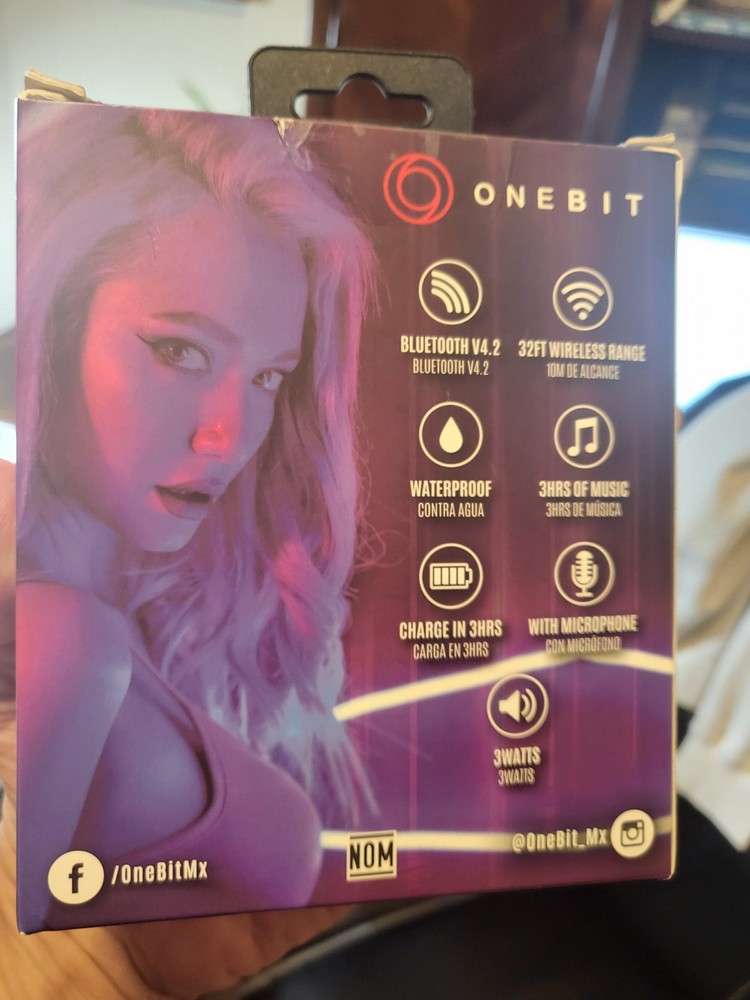 ONEBIT
BLUETOOTH V4.2
BLUETOOTH V4.2
32FT WIRELESS RANGE
10M DE ALCANCE
WATERPROOF
CONTRA AGUA
3HRS OF MUSIC
3HRS DE MÚSICA
CHARGE IN 3HRS
CARGA EN 3HRS
WITH MICROPHONE
CON MICRÓFONO
3WATTS
3WATTS
f /OneBitMx
NOM
@OneBit_Mx